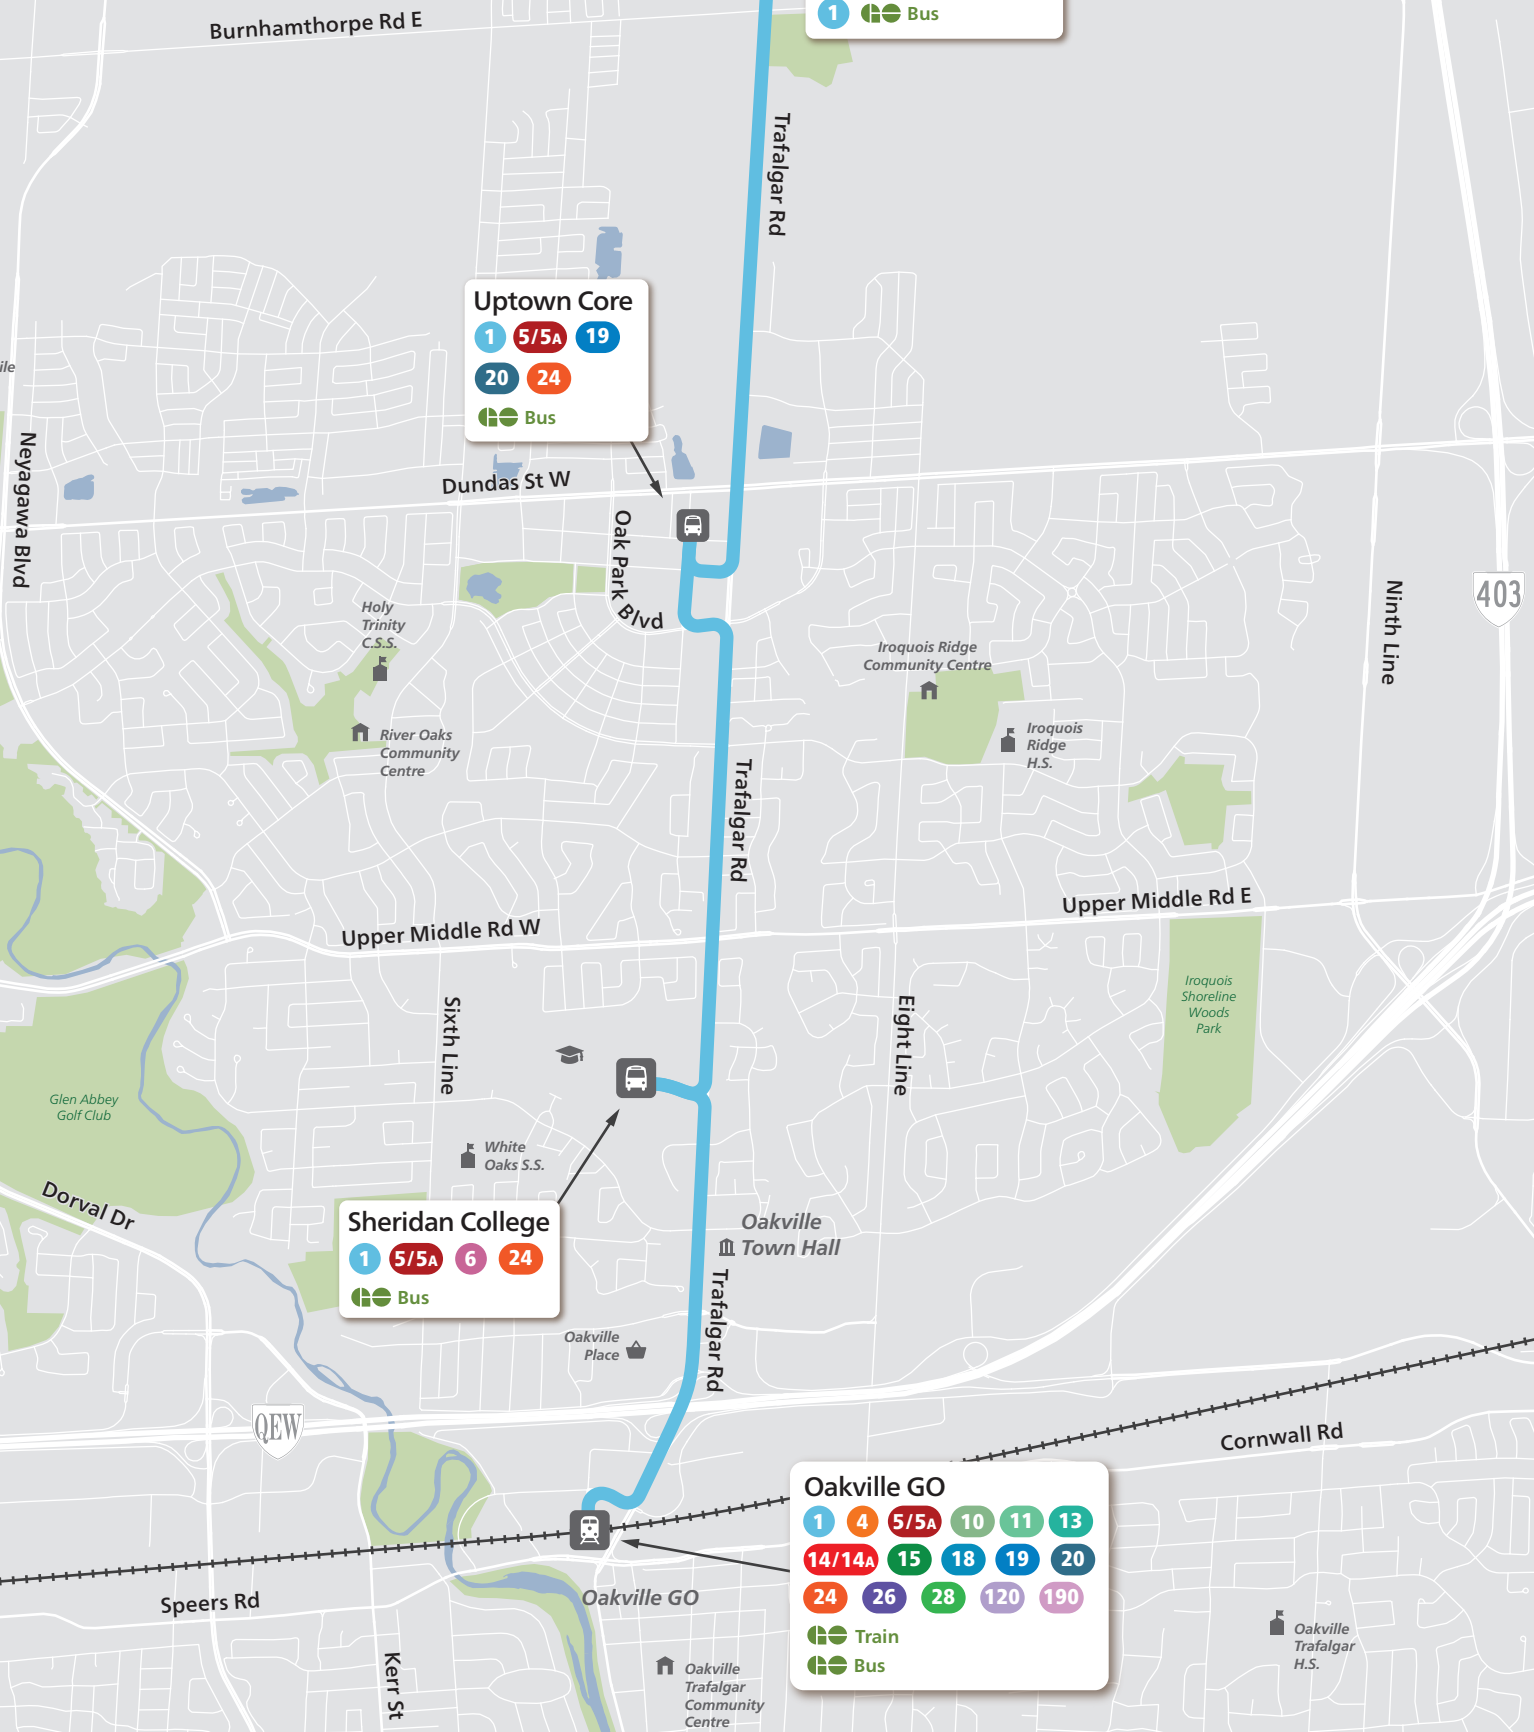 Burnhamthorpe Rd E
1 GO Bus
Trafalgar Rd
Uptown Core
1 5/5A 19
20 24
GO Bus
Neyagawa Blvd
Dundas St W
Oak Park Blvd
403
Ninth Line
Holy
Trinity
C.S.S.
River Oaks
Community
Centre
Iroquois Ridge
Community Centre
Iroquois
Ridge
H.S.
Trafalgar Rd
Upper Middle Rd W
Upper Middle Rd E
Iroquois
Shoreline
Woods
Park
Sixth Line
Eight Line
Glen Abbey
Golf Club
White
Oaks S.S.
Dorval Dr
Sheridan College
1 5/5A 6 24
GO Bus
Oakville
Town Hall
Trafalgar Rd
Oakville
Place
QEW
Cornwall Rd
Oakville GO
1 4 5/5A 10 11 13
14/14A 15 18 19 20
24 26 28 120 190
GO Train
GO Bus
Speers Rd
Oakville GO
Kerr St
Oakville
Trafalgar
Community
Centre
Oakville
Trafalgar
H.S.